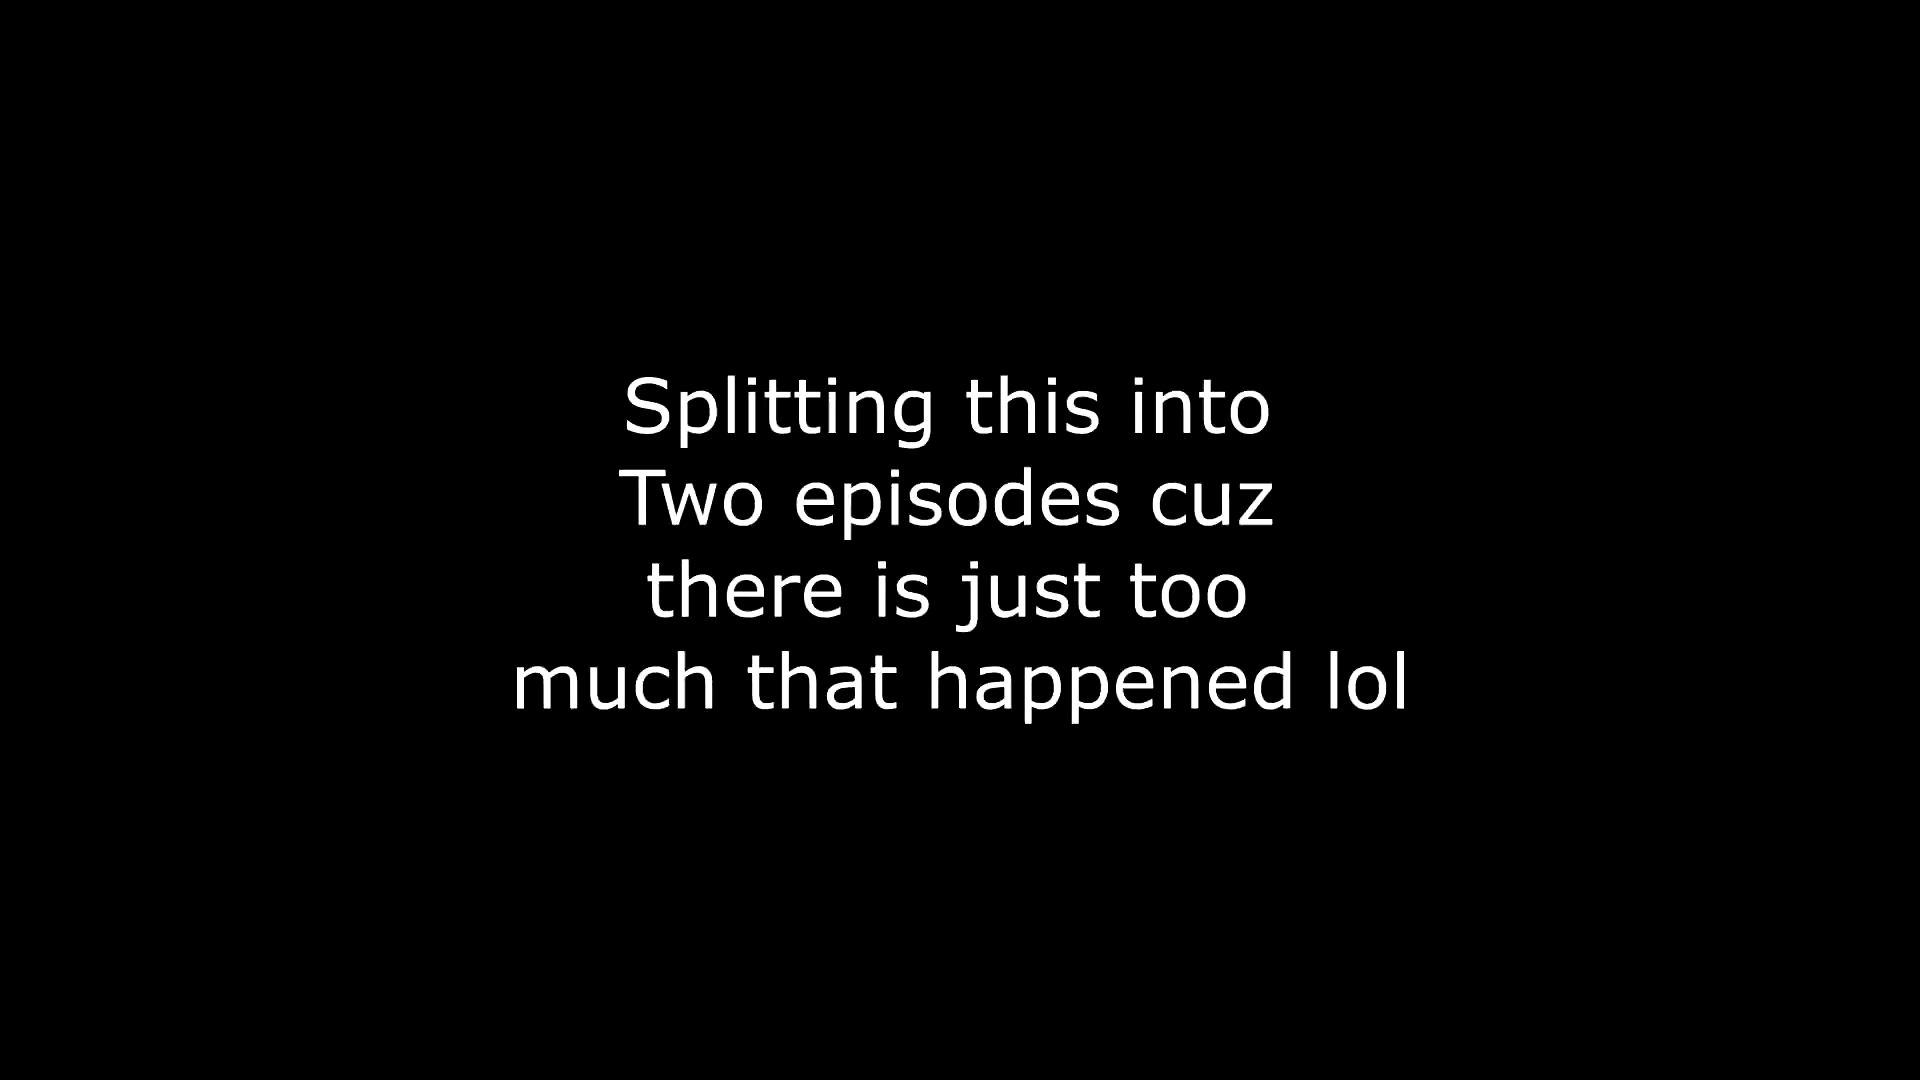 Splitting this into
Two episodes cuz
there is just too
much that happened lol